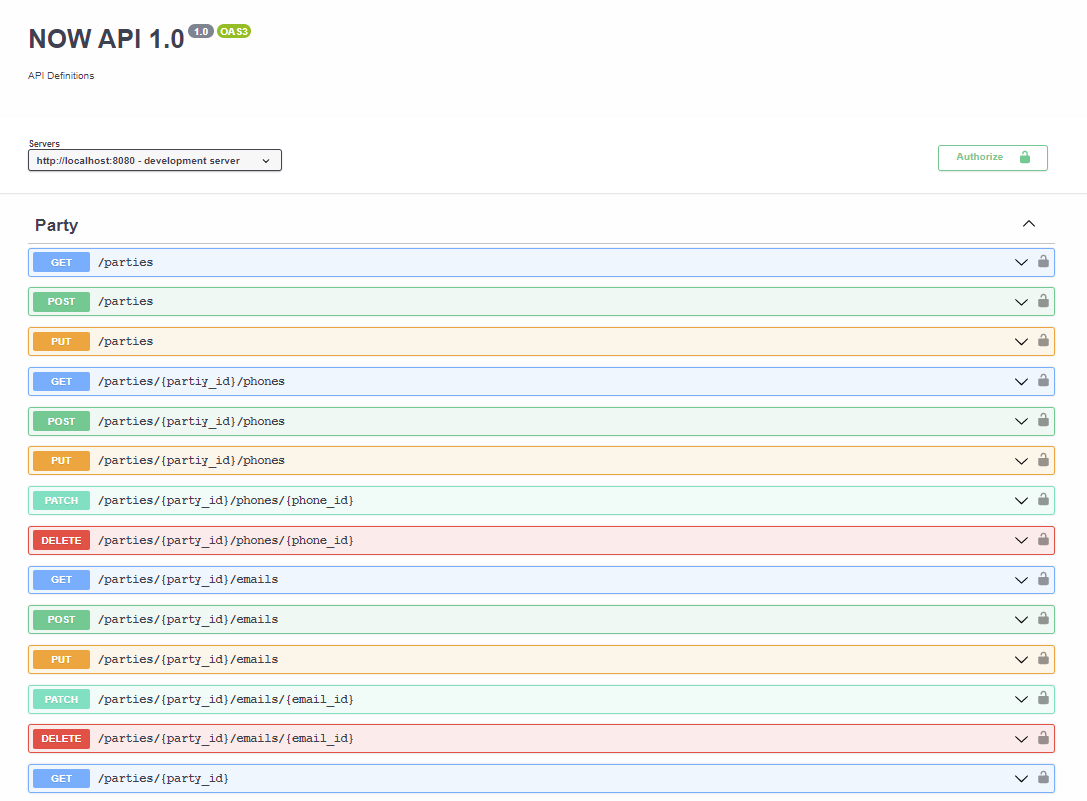 NOW API 1.0 1.0 OAS3
API Definitions
Servers
http://localhost:8080 - development server
Authorize
Party
GET /parties
POST /parties
PUT /parties
GET /parties/{partiy_id}/phones
POST /parties/{partiy_id}/phones
PUT /parties/{partiy_id}/phones
PATCH /parties/{party_id}/phones/{phone_id}
DELETE /parties/{party_id}/phones/{phone_id}
GET /parties/{party_id}/emails
POST /parties/{party_id}/emails
PUT /parties/{party_id}/emails
PATCH /parties/{party_id}/emails/{email_id}
DELETE /parties/{party_id}/emails/{email_id}
GET /parties/{party_id}